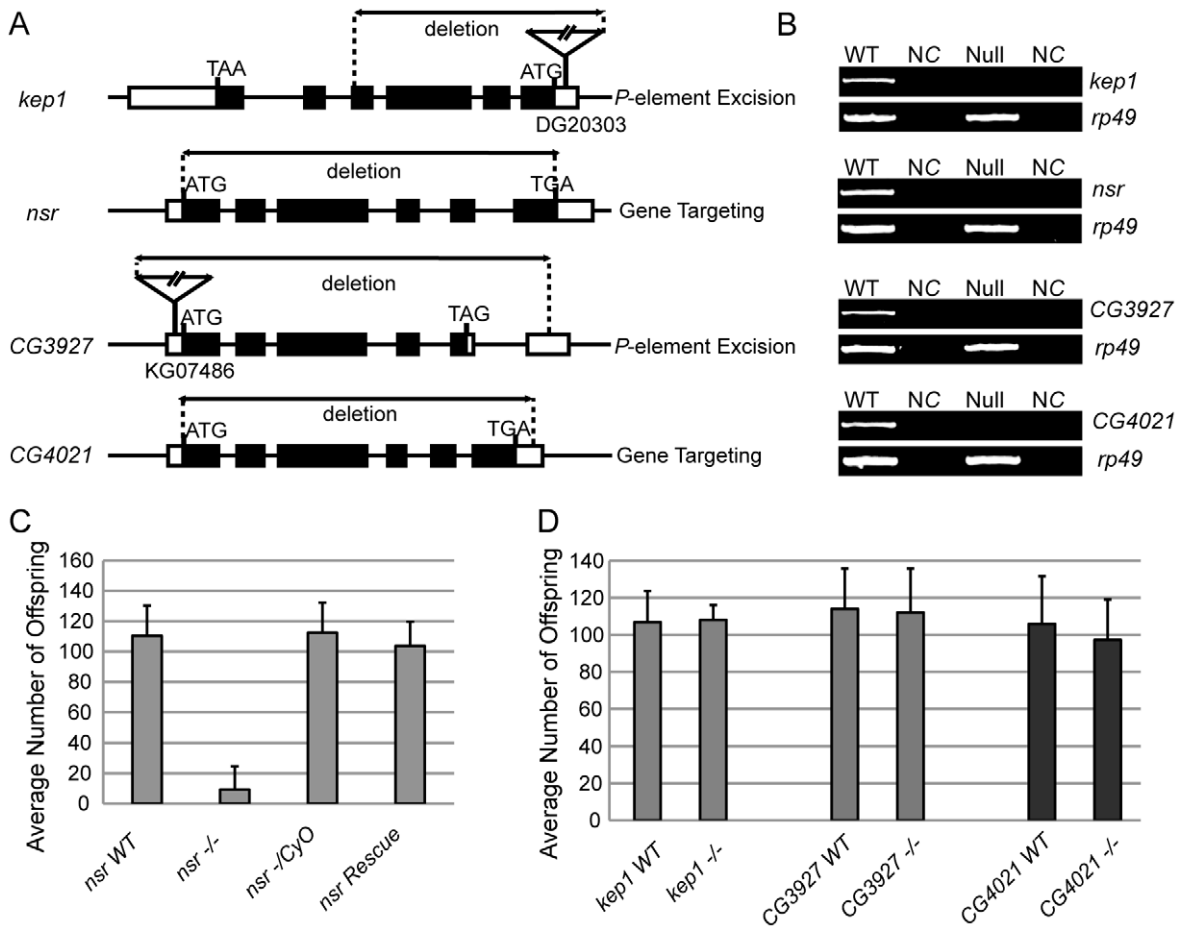 A
deletion
TAA
ATG
kep1
P-element Excision
DG20303
deletion
ATG
TGA
nsr
Gene Targeting
deletion
ATG
TAG
CG3927
P-element Excision
KG07486
deletion
ATG
TGA
CG4021
Gene Targeting
B
WT NC Null NC
kep1
rp49
WT NC Null NC
nsr
rp49
WT NC Null NC
CG3927
rp49
WT NC Null NC
CG4021
rp49
C
Average Number of Offspring
160
140
120
100
80
60
40
20
0
nsr WT
nsr -/-
nsr -/CyO
nsr Rescue
D
Average Number of Offspring
140
120
100
80
60
40
20
0
kep1 WT
kep1 -/-
CG3927 WT
CG3927 -/-
CG4021 WT
CG4021 -/-